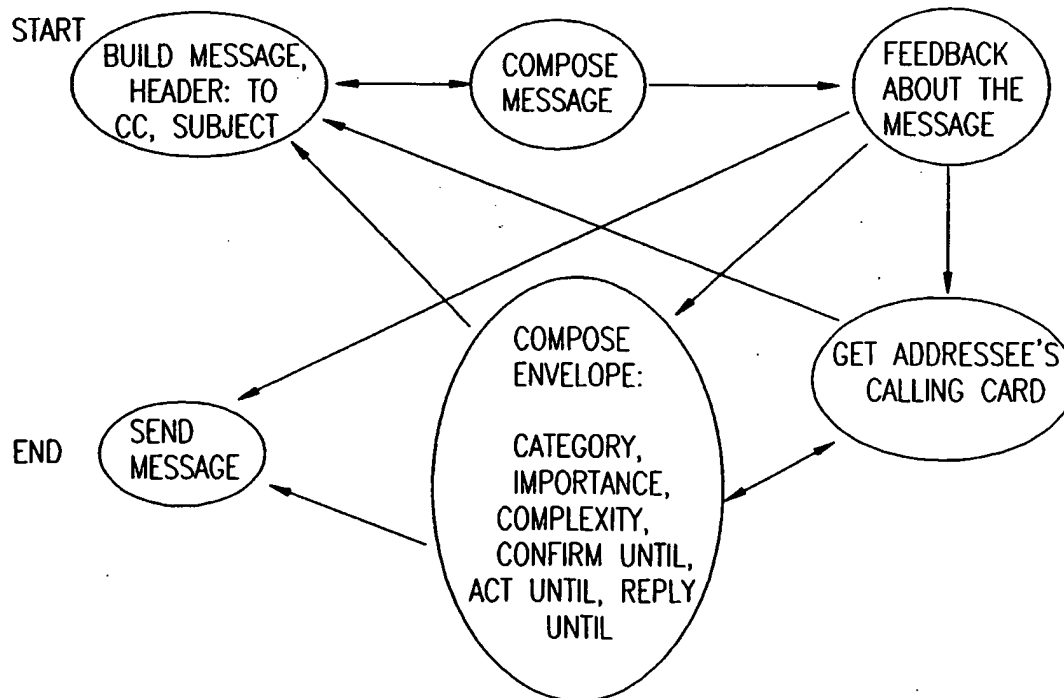 START
BUILD MESSAGE,
HEADER: TO
CC, SUBJECT
COMPOSE
MESSAGE
FEEDBACK
ABOUT THE
MESSAGE
COMPOSE
ENVELOPE:
CATEGORY,
IMPORTANCE,
COMPLEXITY,
CONFIRM UNTIL,
ACT UNTIL, REPLY
UNTIL
GET ADDRESSEE'S
CALLING CARD
END
SEND
MESSAGE